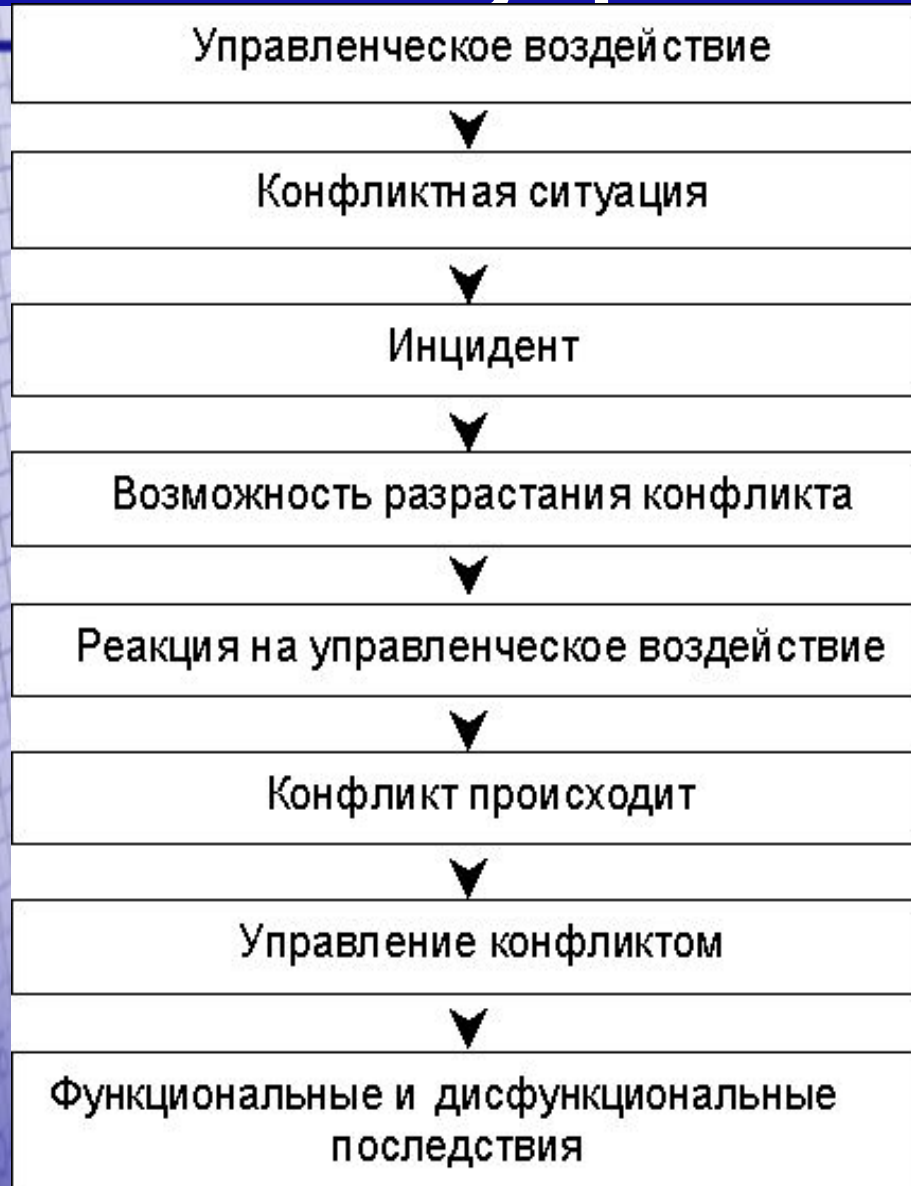 Управленческое воздействие
Конфликтная ситуация
Инцидент
Возможность разрастания конфликта
Реакция на управленческое воздействие
Конфликт происходит
Управление конфликтом
Функциональные и дисфункциональные
последствия